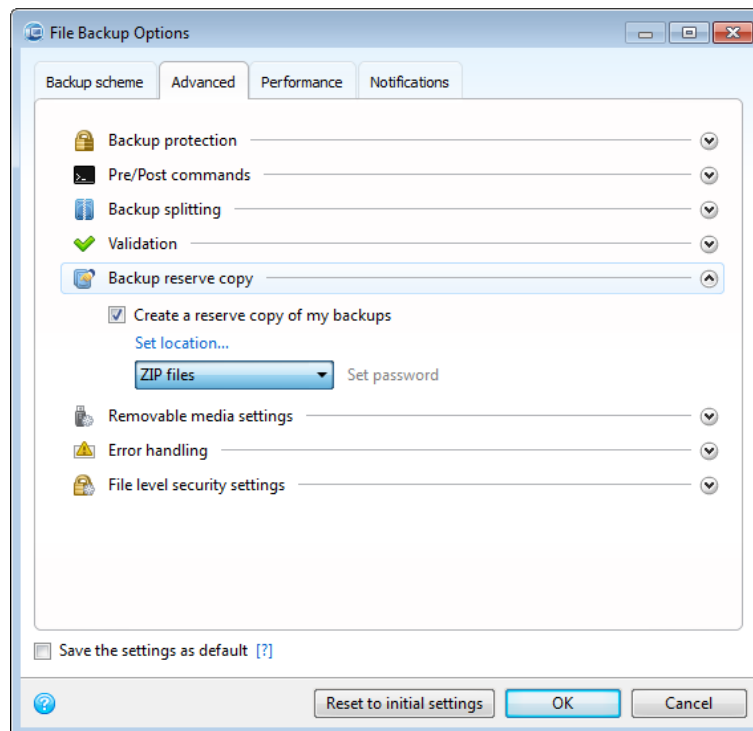 File Backup Options
Backup scheme Advanced Performance Notifications
Backup protection
Pre/Post commands
Backup splitting
Validation
Backup reserve copy
Create a reserve copy of my backups
Set location...
ZIP files Set password
Removable media settings
Error handling
File level security settings
Save the settings as default [?]
Reset to initial settings OK Cancel